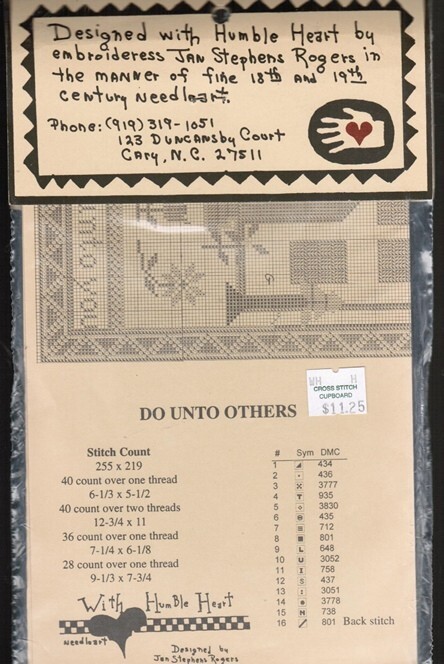 Designed with Humble Heart by
embroideress Jan Stephens Rogers in
the manner of fine 18th and 19th
century needleart.
Phone: (919) 319-1051
123 Duncansby Court
Cary, N.C. 27511
nto you
WH H
CROSS STITCH
CUPBOARD
$11.25
DO UNTO OTHERS
Stitch Count
255 x 219
40 count over one thread
6-1/3 x 5-1/2
40 count over two threads
12-3/4 x 11
36 count over one thread
7-1/4 x 6-1/8
28 count over one thread
9-1/3 x 7-3/4
# Sym DMC
1 434
2 436
3 3777
4 T 935
5 3830
6 435
7 712
8 801
9 L 648
10 U 3052
11 I 758
12 S 437
13 3051
14 3778
15 N 738
16 801 Back stitch
With Humble Heart
Needleart
Designed by
Jan Stephens Rogers